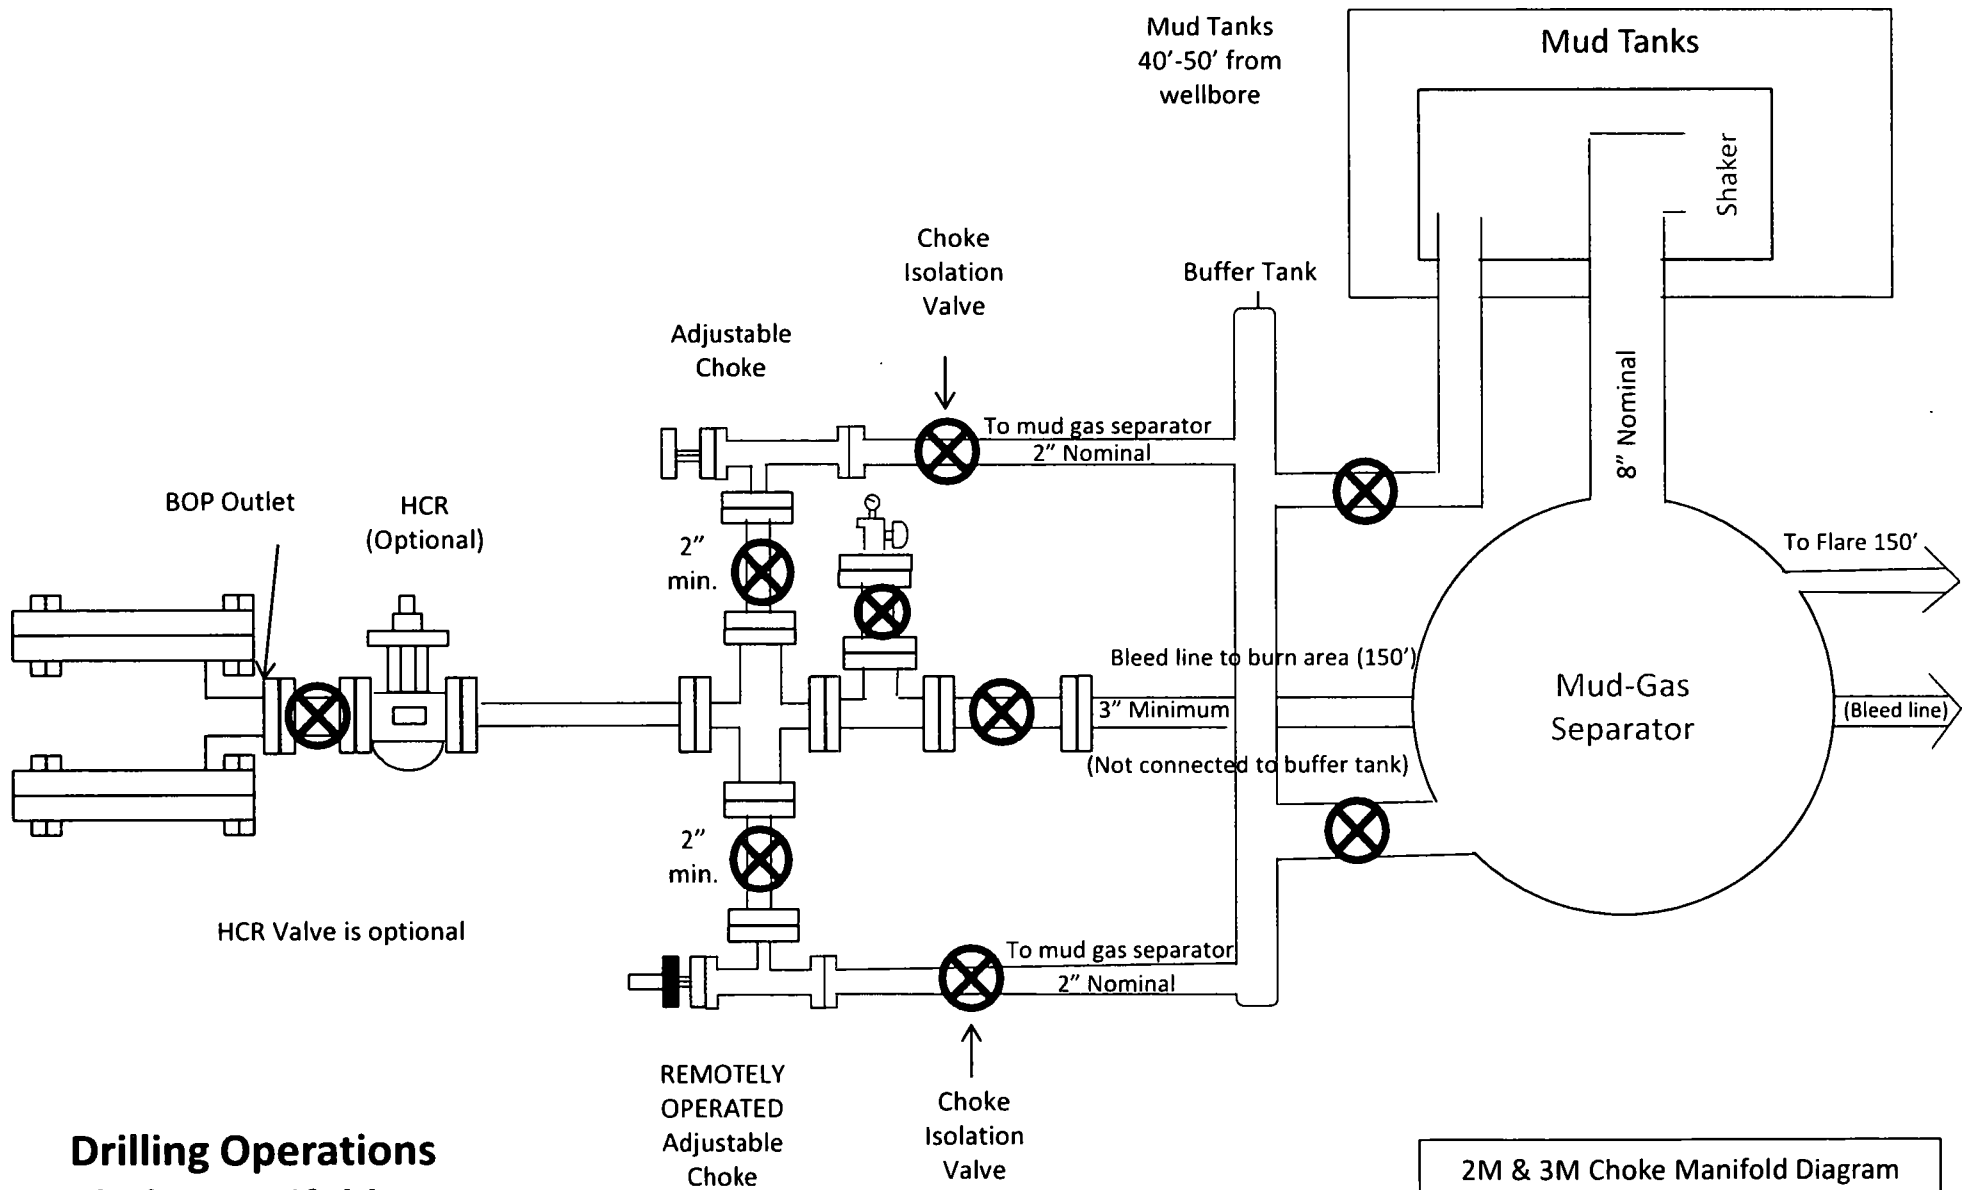 Mud Tanks
40'-50' from
wellbore
Mud Tanks
Shaker
Choke
Isolation
Valve
Buffer Tank
Adjustable
Choke
To mud gas separator
2" Nominal
8" Nominal
BOP Outlet
HCR
(Optional)
2"
min.
To Flare 150'
Bleed line to burn area (150')
3" Minimum
(Not connected to buffer tank)
Mud-Gas
Separator
(Bleed line)
2"
min.
HCR Valve is optional
To mud gas separator
2" Nominal
REMOTELY
OPERATED
Adjustable
Choke
Choke
Isolation
Valve
Drilling Operations
2M & 3M Choke Manifold Diagram